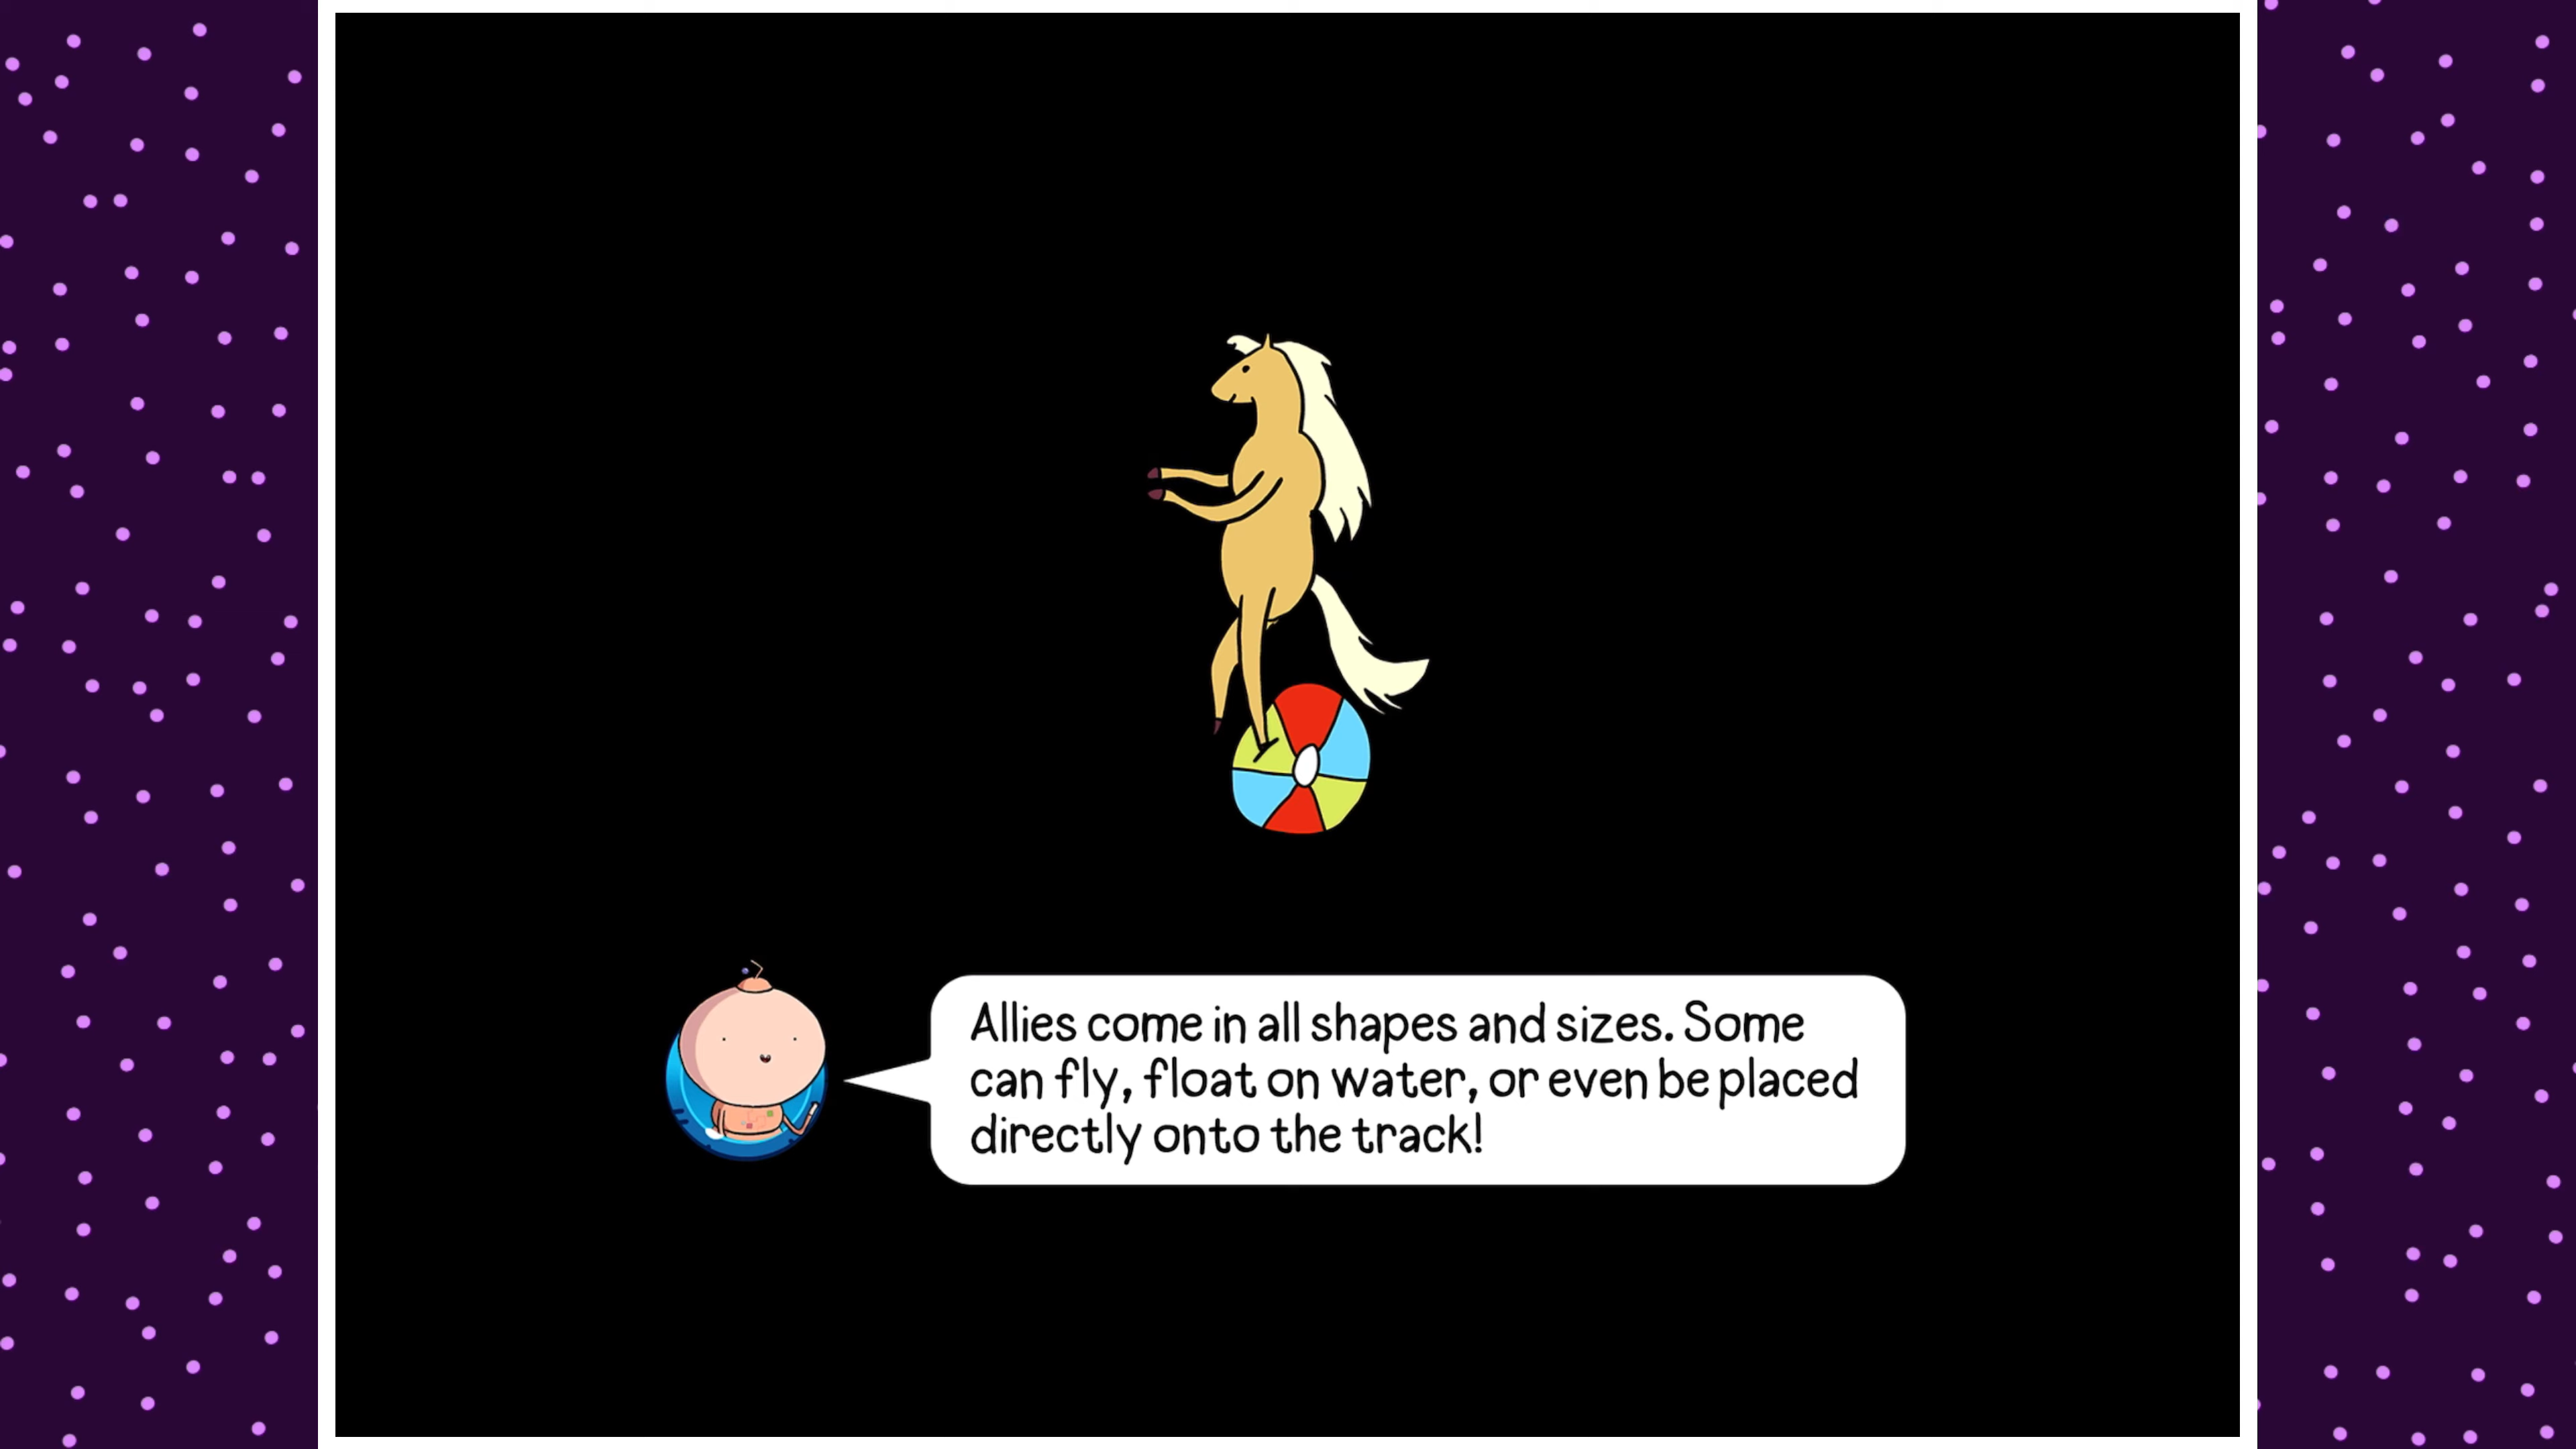 Allies come in all shapes and sizes. Some
can fly, float on water, or even be placed
directly onto the track!